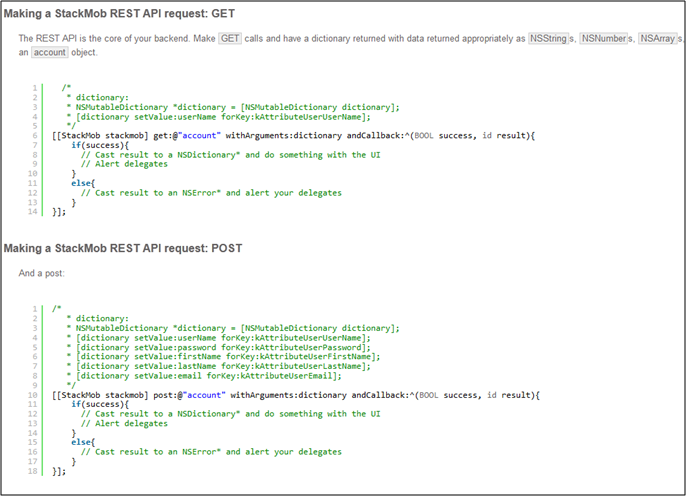 Making a StackMob REST API request: GET
The REST API is the core of your backend. Make GET calls and have a dictionary returned with data returned appropriately as NSStrings, NSNumbers, NSArrays,
an account object.
1 /*
2 * dictionary:
3 * NSMutableDictionary *dictionary = [NSMutableDictionary dictionary];
4 * [dictionary setValue:userName forKey:kAttributeUserUserName];
5 */
6 [[StackMob stackmob] get:@"account" withArguments:dictionary andCallback:^(BOOL success, id result){
7 if(success){
8 // Cast result to a NSDictionary* and do something with the UI
9 // Alert delegates
10 }
11 else{
12 // Cast result to an NSError* and alert your delegates
13 }
14 }];
Making a StackMob REST API request: POST
And a post:
1 /*
2 * dictionary:
3 * NSMutableDictionary *dictionary = [NSMutableDictionary dictionary];
4 * [dictionary setValue:userName forKey:kAttributeUserUserName];
5 * [dictionary setValue:password forKey:kAttributeUserPassword];
6 * [dictionary setValue:firstName forKey:kAttributeUserFirstName];
7 * [dictionary setValue:lastName forKey:kAttributeUserLastName];
8 * [dictionary setValue:email forKey:kAttributeUserEmail];
9 */
10 [[StackMob stackmob] post:@"account" withArguments:dictionary andCallback:^(BOOL success, id result){
11 if(success){
12 // Cast result to a NSDictionary* and do something with the UI
13 // Alert delegates
14 }
15 else{
16 // Cast result to an NSError* and alert your delegates
17 }
18 }];